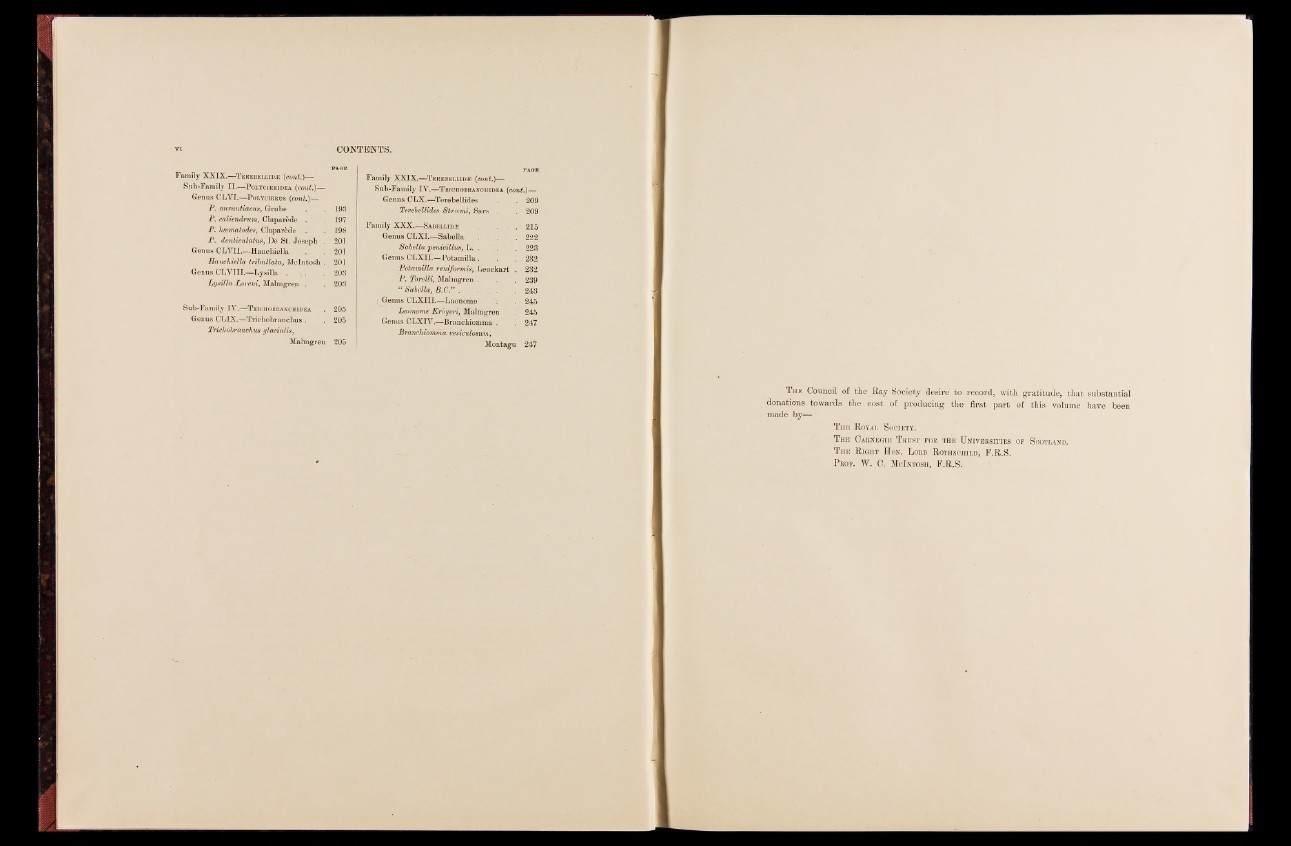 vi CONTENTS.
PAGE
Family XXIX.—TEREBELLIDÆ (cont.)—
Sub-Family II.—POLYCIRRIDEA (cont.)—
Genus CLVI.—POLYCIRRUS (cont.)—
P. aurantiacus, Grube . . 193
P. caliendrum, Claparède . . 197
P. hæmatodes, Claparède . . 198
P. denticulatus, De St. Joseph . 201
Genus CLVII.—Hauchiella . . 201
Hauchiella tribullata, McIntosh . 201
Genus CLVIII.—Lysilla . . . 203
Lysilla Loveni, Malmgren . . 203
Sub-Family IV.—TRICHOBRANCHIDEA . 205
Genus CLIX.—Trichobranchus . . 205
Trichobranchus glacialis,
Malmgren 205
PAGE
Family XXIX.—TEREBELLIDÆ (cont.)—
Sub-Family IV.—TRICHOBRANCHIDEA (cont.)—
Genus CLX.—Terebellides . . 209
Terebellides Strœmi, Sars . . 209
Family XXX.—SABELLIDÆ . . . 215
Genus CLXI.—Sabella . . . 222
Sabella penicillus, L. . . . 223
Genus CLXII.—Potamilla . . . 232
Potamilla reniformis, Leuckart . 232
P. Torelli, Malmgren . . . 239
"Sabella, B.C." . . . 243
Genus CLXIII.—Laonome . . 245
Laonome Kröyeri, Malmgren . 245
Genus CLXIV.—Branchiomma . . 247
Branchiomma vesiculosum,
Montagu 247
THE Council of the Ray Society desire to record, with gratitude, that substantial
donations towards the cost of producing the first part of this volume have been
made by—
THE ROYAL SOCIETY.
THE CARNEGIE TRUST FOR THE UNIVERSITIES OF SCOTLAND.
THE RIGHT HON. LORD ROTHSCHILD, F.R.S.
PROF. W. C. MCINTOSH, F.R.S.